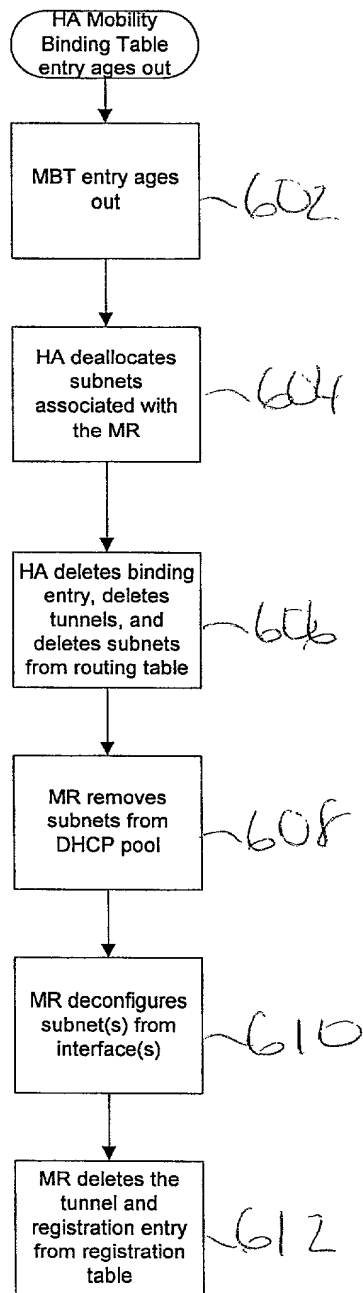 HA Mobility
Binding Table
entry ages out
MBT entry ages
out
602
HA deallocates
subnets
associated with
the MR
604
HA deletes binding
entry, deletes
tunnels, and
deletes subnets
from routing table
606
MR removes
subnets from
DHCP pool
608
MR deconfigures
subnet(s) from
interface(s)
610
MR deletes the
tunnel and
registration entry
from registration
table
612